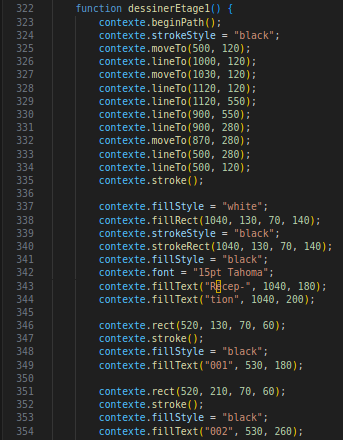 322 function dessinerEtage1() {
323 contexte.beginPath();
324 contexte.strokeStyle = "black";
325 contexte.moveTo(500, 120);
326 contexte.lineTo(1000, 120);
327 contexte.moveTo(1030, 120);
328 contexte.lineTo(1120, 120);
329 contexte.lineTo(1120, 550);
330 contexte.lineTo(900, 550);
331 contexte.lineTo(900, 280);
332 contexte.moveTo(870, 280);
333 contexte.lineTo(500, 280);
334 contexte.lineTo(500, 120);
335 contexte.stroke();
336
337 contexte.fillStyle = "white";
338 contexte.fillRect(1040, 130, 70, 140);
339 contexte.strokeStyle = "black";
340 contexte.strokeRect(1040, 130, 70, 140);
341 contexte.fillStyle = "black";
342 contexte.font = "15pt Tahoma";
343 contexte.fillText("Récep-", 1040, 180);
344 contexte.fillText("tion", 1040, 200);
345
346 contexte.rect(520, 130, 70, 60);
347 contexte.stroke();
348 contexte.fillStyle = "black";
349 contexte.fillText("001", 530, 180);
350
351 contexte.rect(520, 210, 70, 60);
352 contexte.stroke();
353 contexte.fillStyle = "black";
354 contexte.fillText("002", 530, 260);